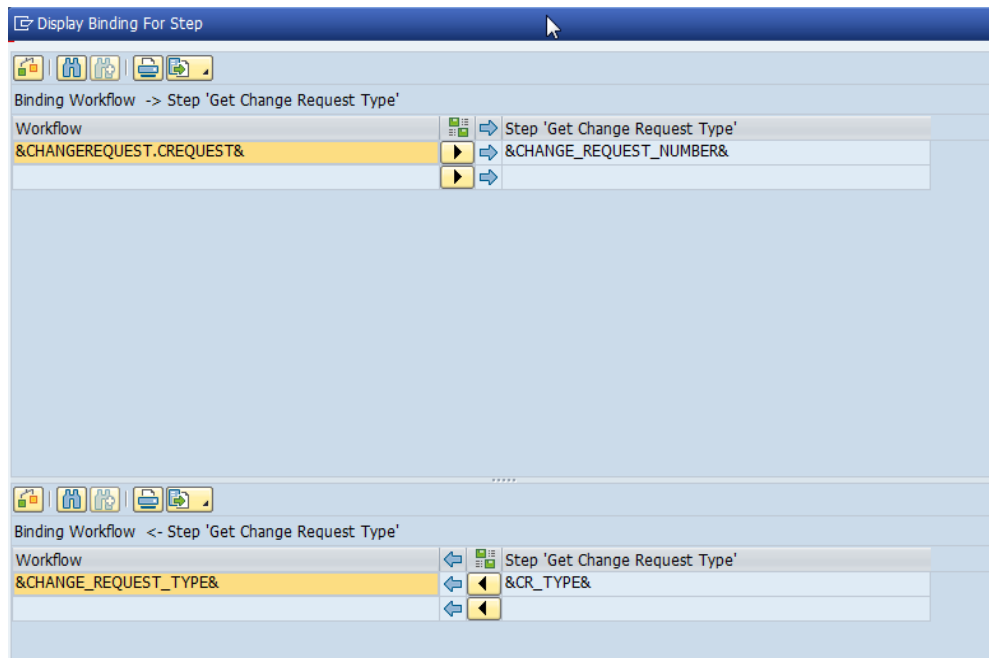 Display Binding For Step
Binding Workflow -> Step 'Get Change Request Type'
Workflow Step 'Get Change Request Type'
&CHANGEREQUEST.CREQUEST& &CHANGE_REQUEST_NUMBER&
Binding Workflow <- Step 'Get Change Request Type'
Workflow Step 'Get Change Request Type'
&CHANGE_REQUEST_TYPE& &CR_TYPE&